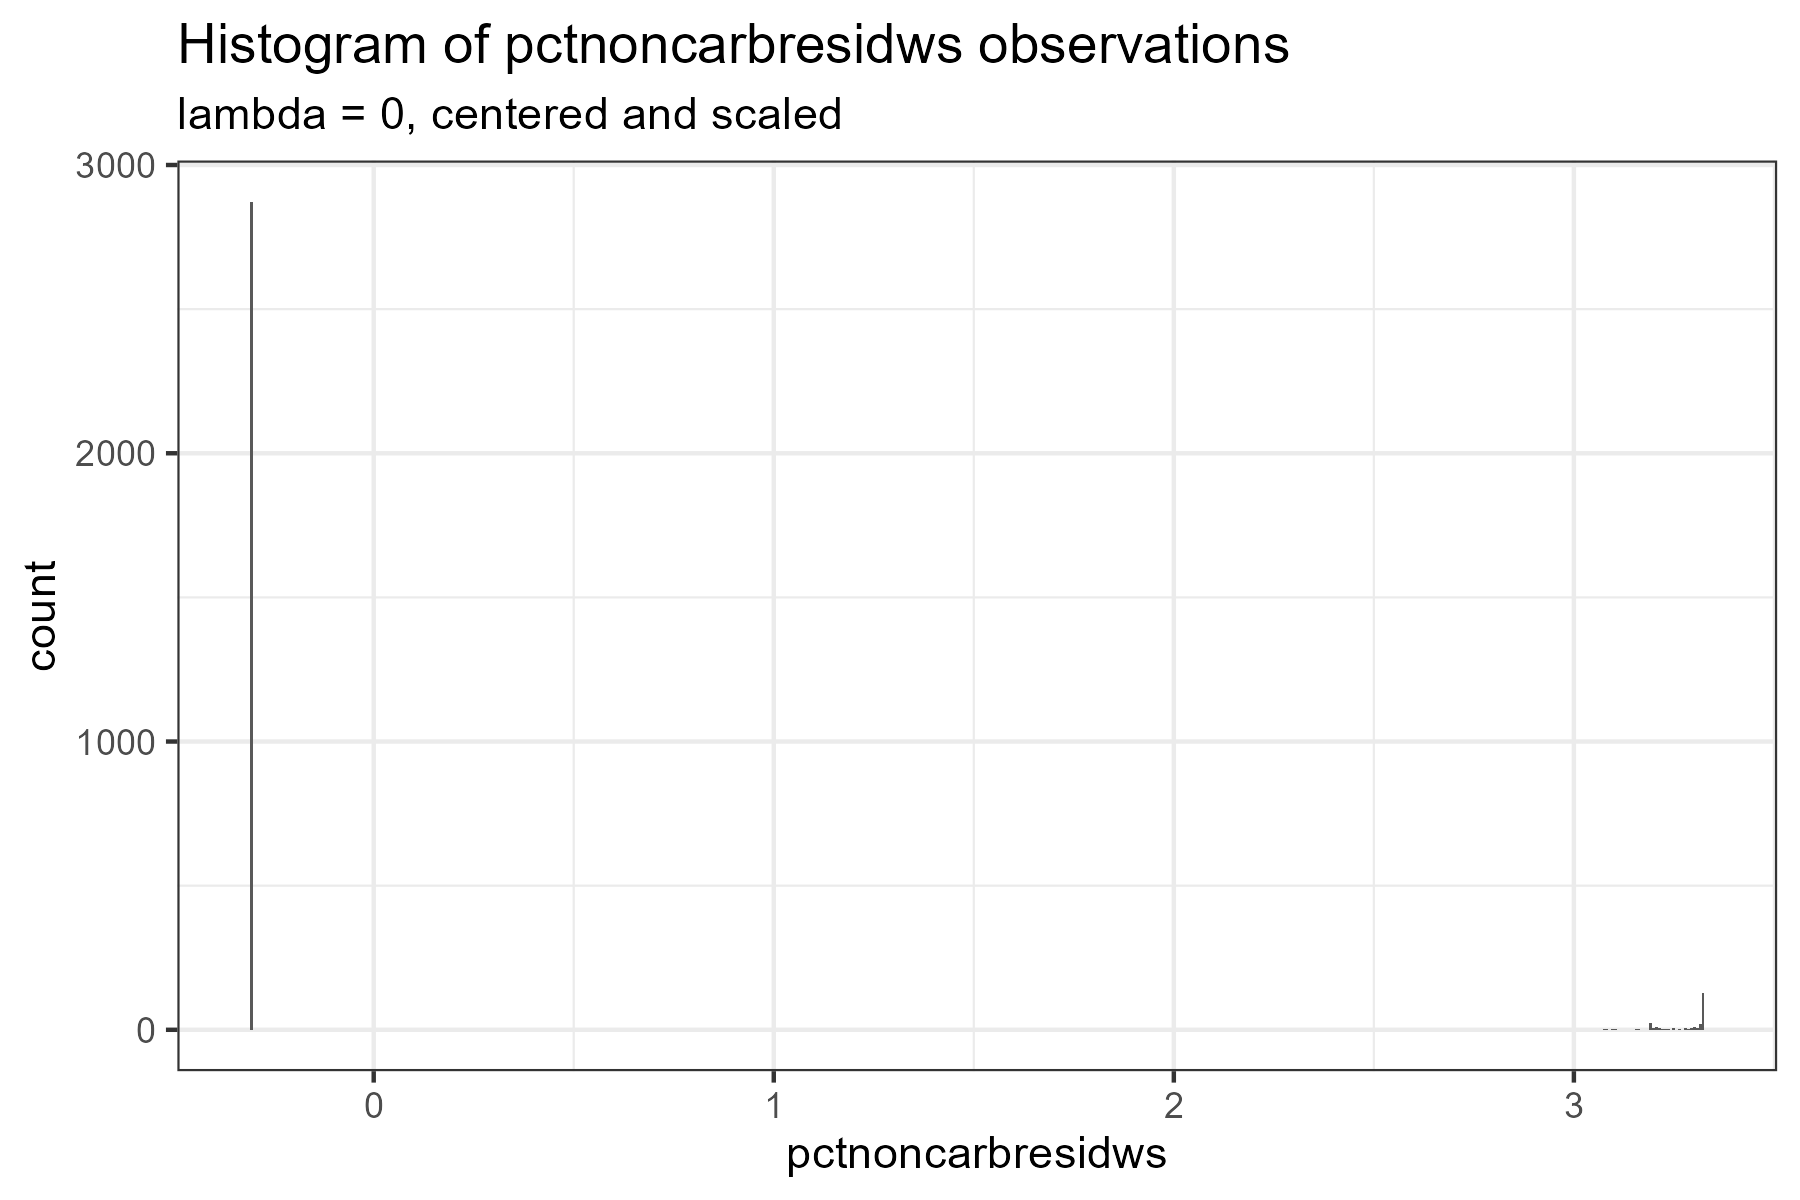 Histogram of pctnoncarbresidws observations
lambda = 0, centered and scaled
3000
2000
1000
0
count
0 1 2 3
pctnoncarbresidws